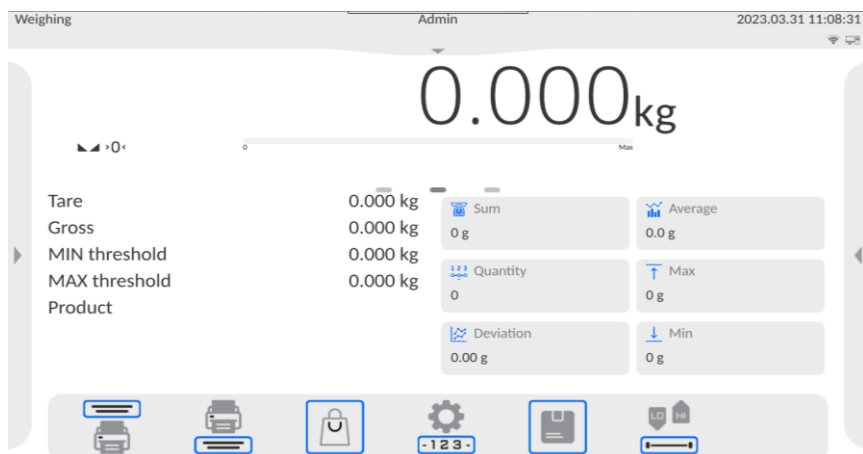 Weighing Admin 2023.03.31 11:08:31
0.000kg
›0‹ 0 Max
Tare 0.000 kg
Gross 0.000 kg
MIN threshold 0.000 kg
MAX threshold 0.000 kg
Product
Sum
0 g
Average
0.0 g
Quantity
0
Max
0 g
Deviation
0.00 g
Min
0 g
LO HI
-123-